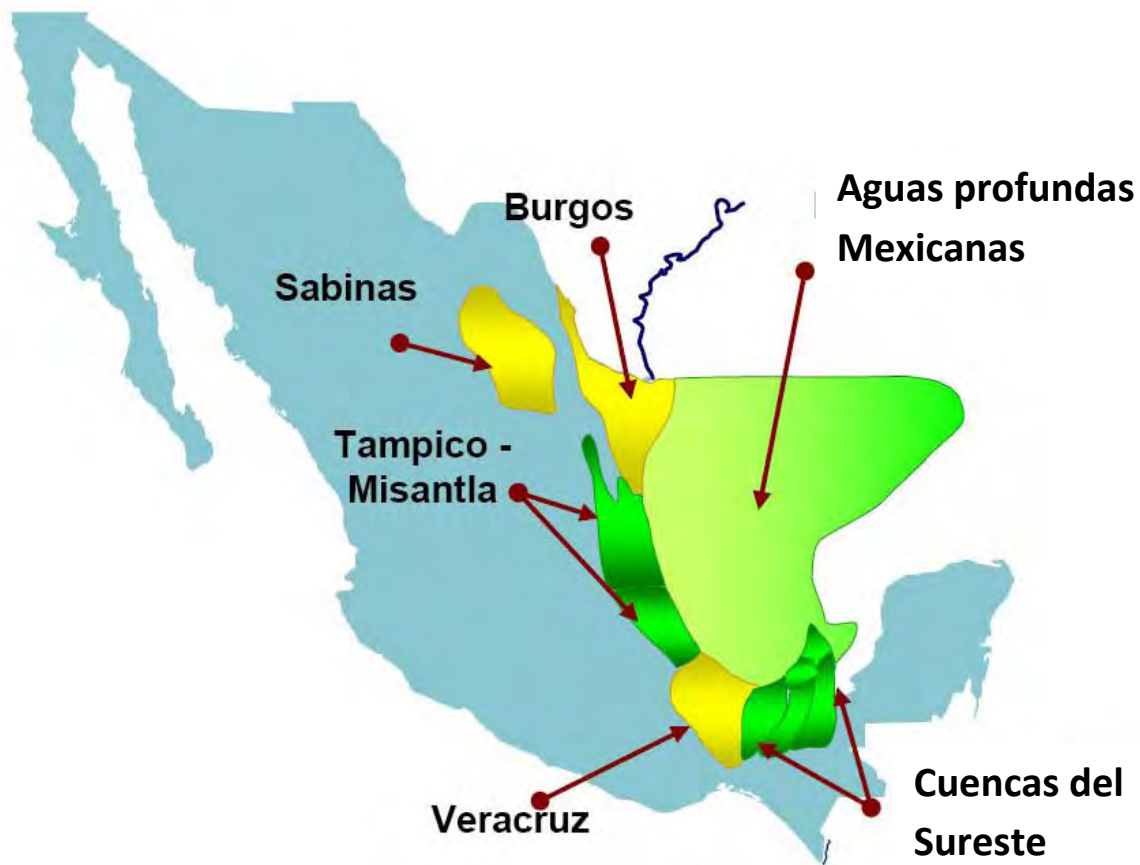 Aguas profundas
Mexicanas
Burgos
Sabinas
Tampico -
Misantla
Veracruz
Cuencas del
Sureste